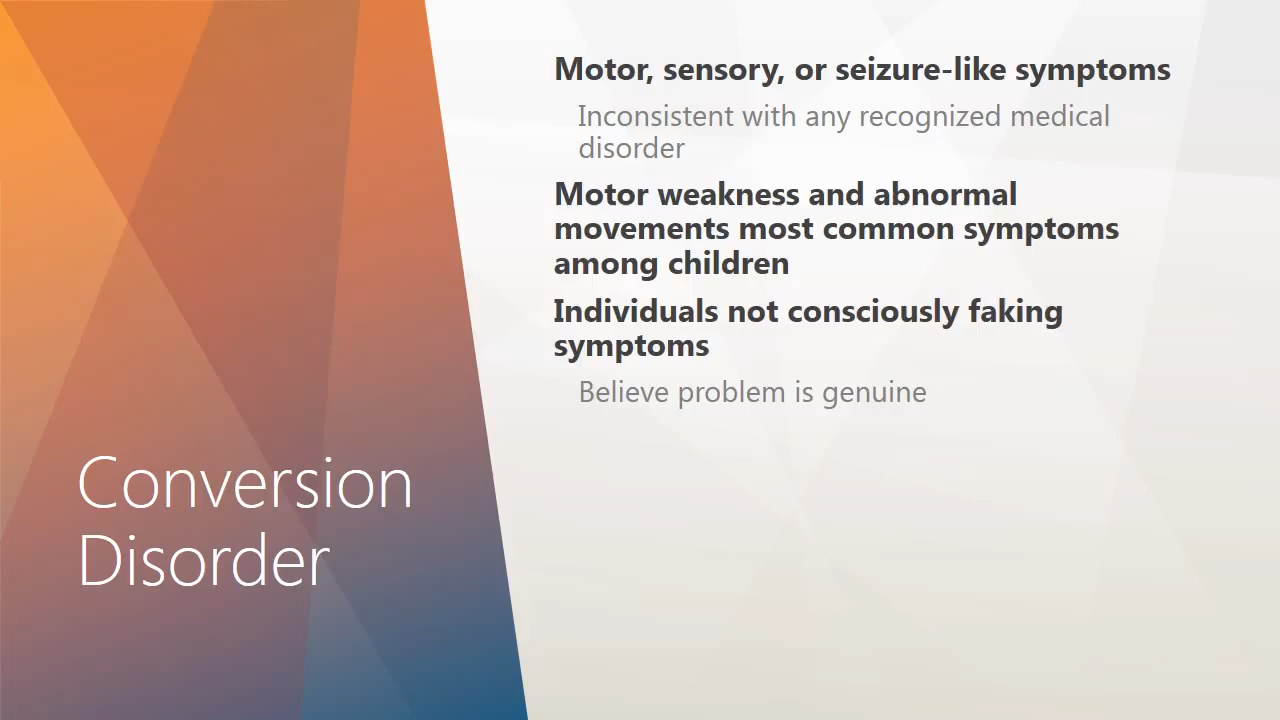 Motor, sensory, or seizure-like symptoms
Inconsistent with any recognized medical
disorder
Motor weakness and abnormal
movements most common symptoms
among children
Individuals not consciously faking
symptoms
Believe problem is genuine
Conversion
Disorder